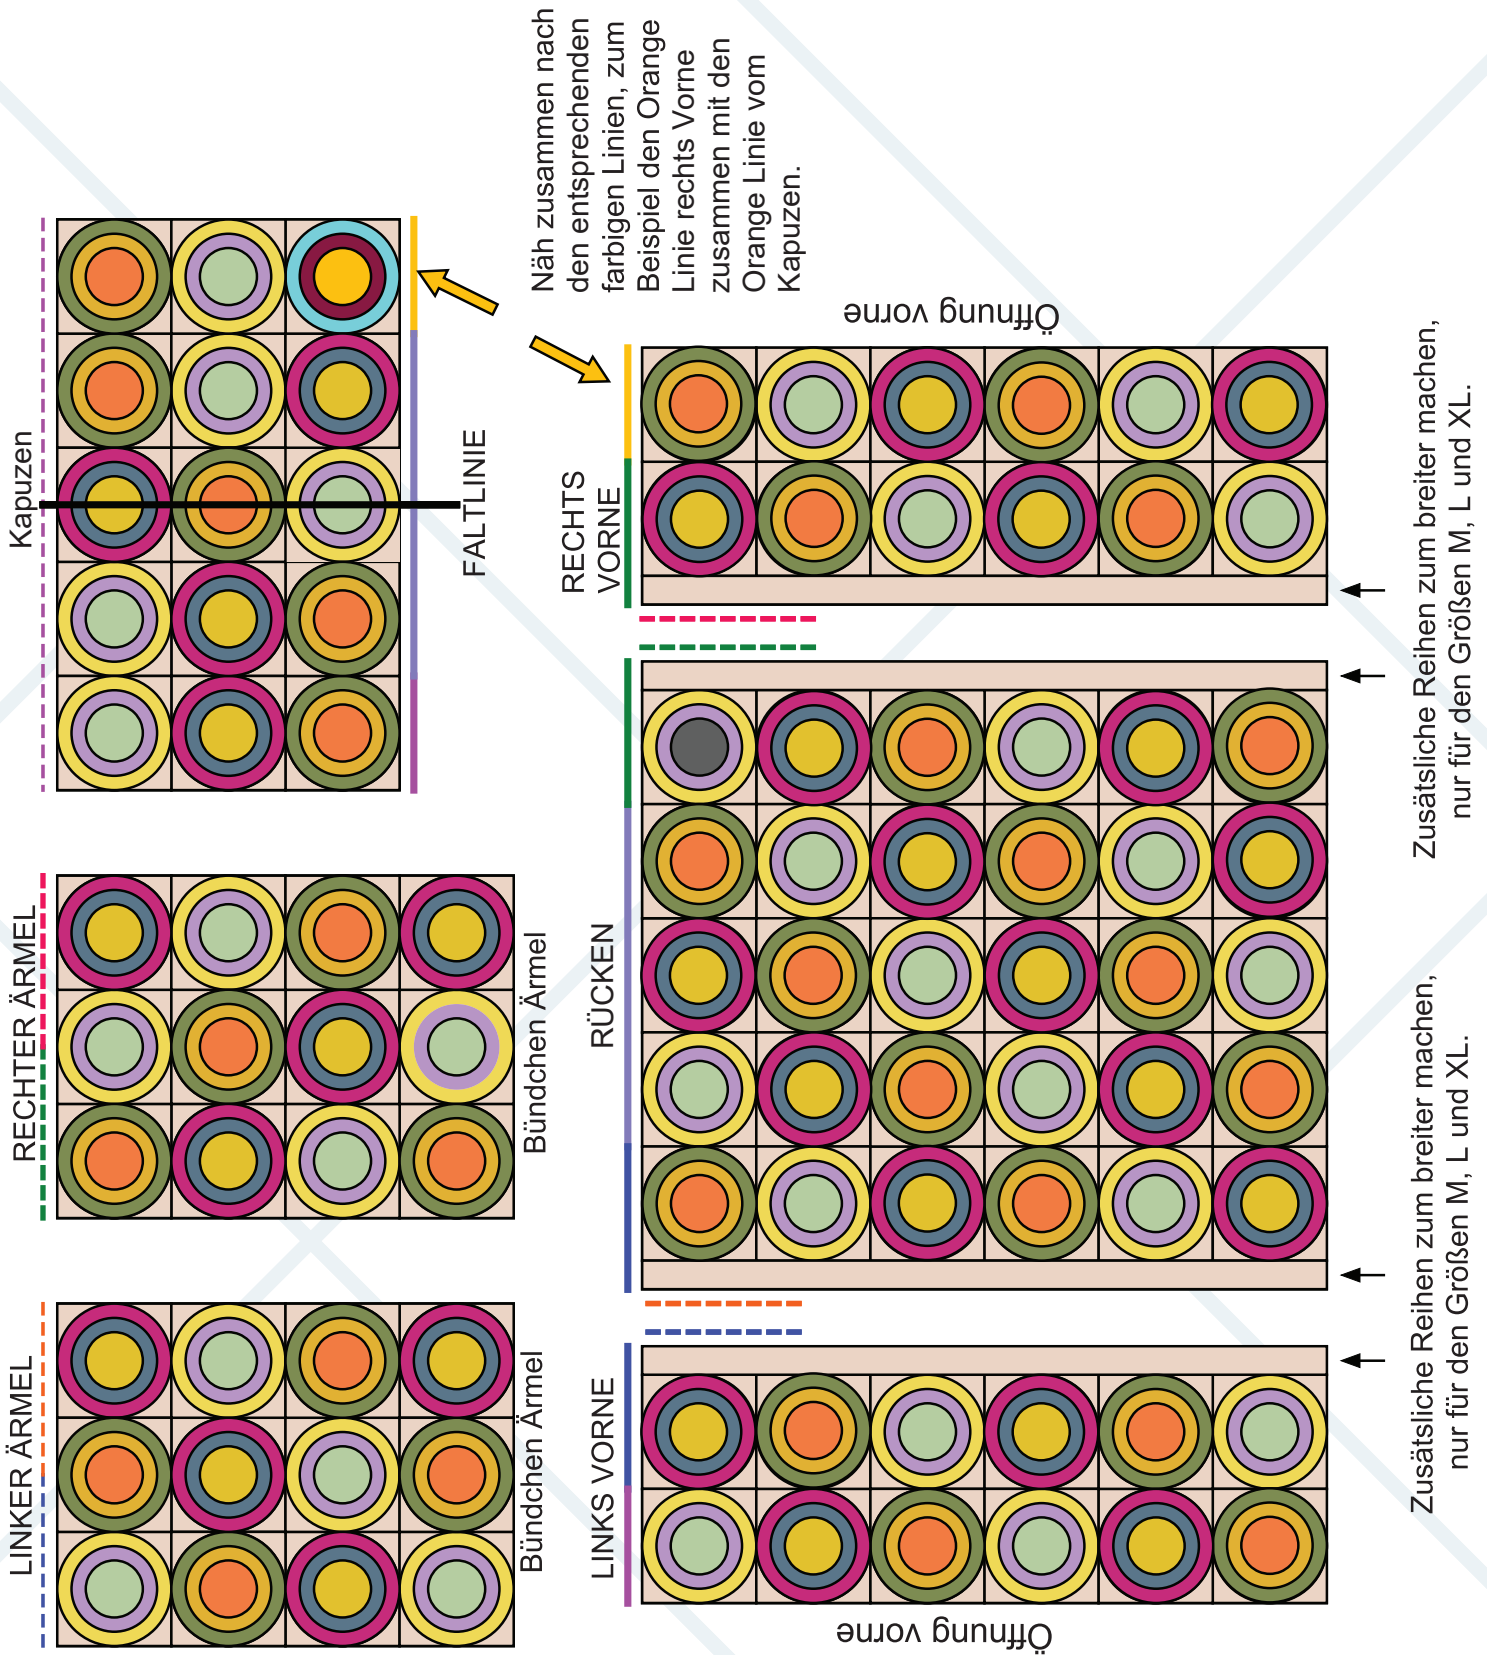 LINKER ÄRMEL
RECHTER ÄRMEL
Kapuzen
Bündchen Ärmel
Bündchen Ärmel
FALTLINIE
Näh zusammen nach
den entsprechenden
farbigen Linien, zum
Beispiel den Orange
Linie rechts Vorne
zusammen mit den
Orange Linie vom
Kapuzen.
LINKS VORNE
RÜCKEN
RECHTS
VORNE
Öffnung vorne
Öffnung vorne
Zusätsliche Reihen zum breiter machen,
nur für den Größen M, L und XL.
Zusätsliche Reihen zum breiter machen,
nur für den Größen M, L und XL.